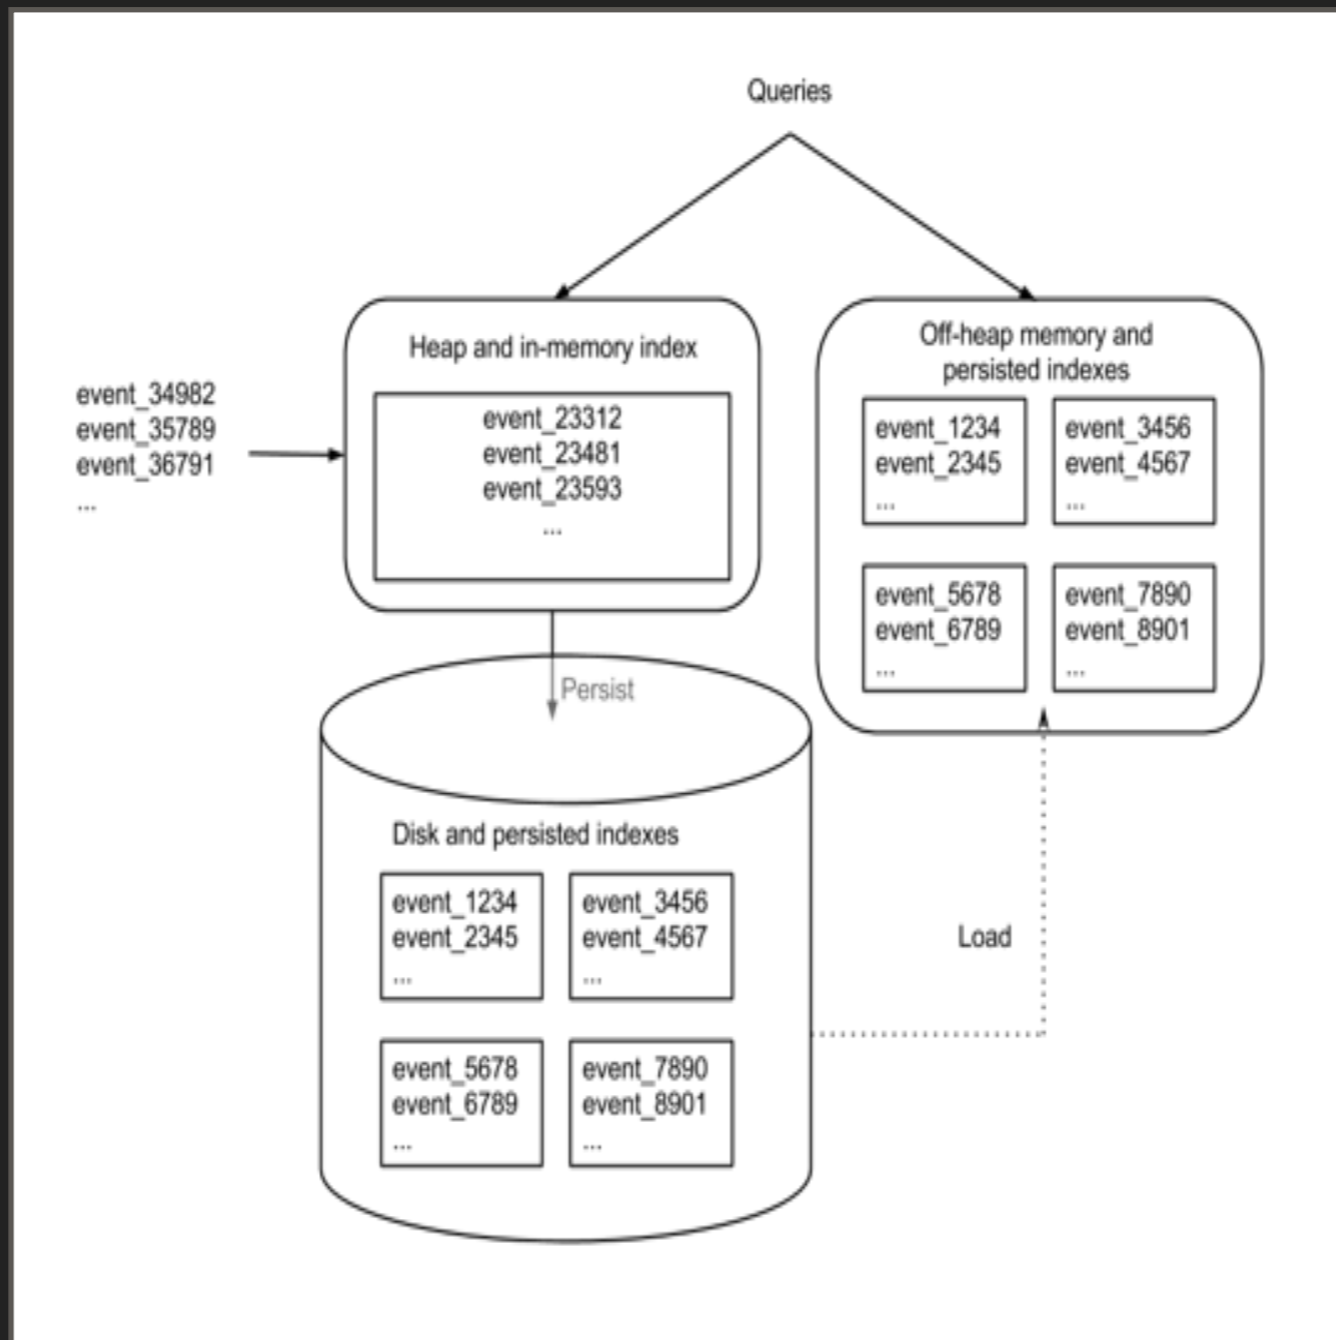 Queries
Heap and in-memory index
event_23312
event_23481
event_23593
...
event_34982
event_35789
event_36791
...
Off-heap memory and
persisted indexes
event_1234
event_2345
...
event_3456
event_4567
...
event_5678
event_6789
...
event_7890
event_8901
...
Persist
Disk and persisted indexes
event_1234
event_2345
...
event_3456
event_4567
...
event_5678
event_6789
...
event_7890
event_8901
...
Load